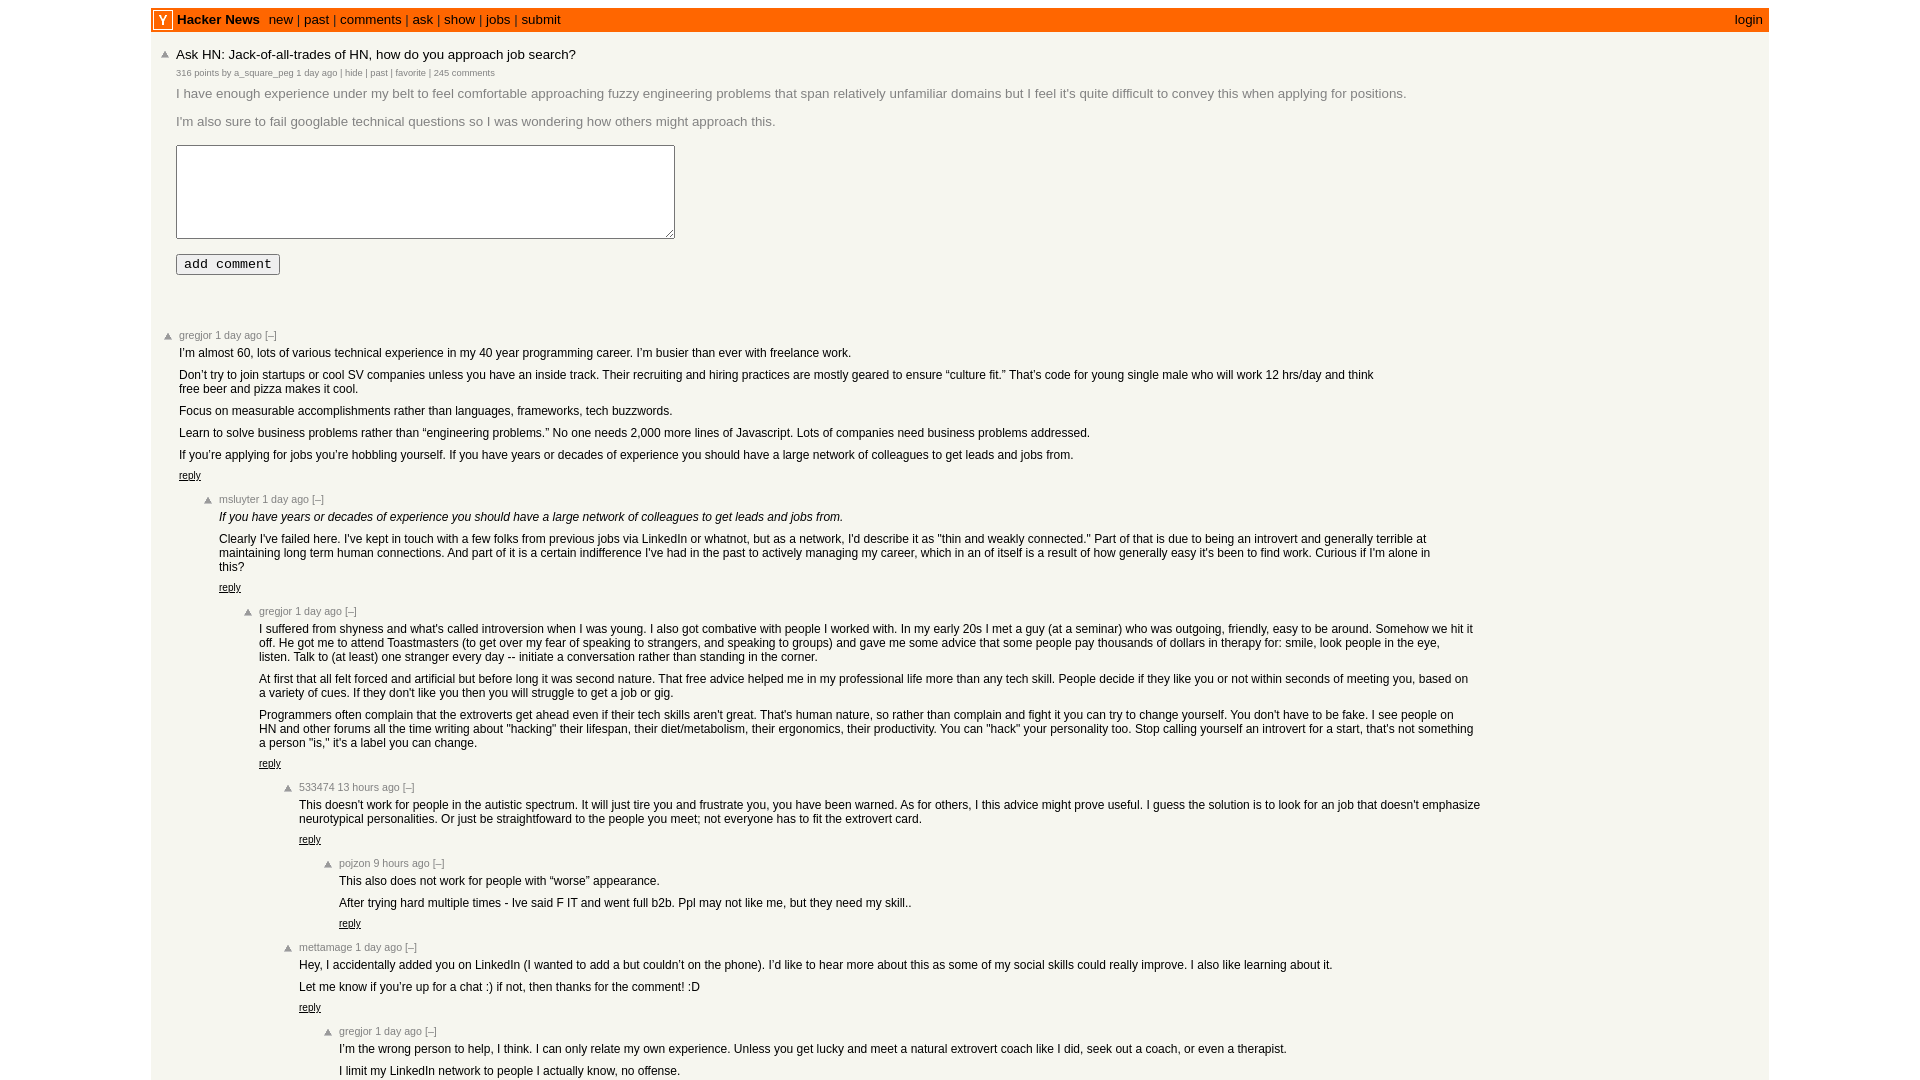 Y Hacker News new | past | comments | ask | show | jobs | submit login
Ask HN: Jack-of-all-trades of HN, how do you approach job search?
316 points by a_square_peg 1 day ago | hide | past | favorite | 245 comments
I have enough experience under my belt to feel comfortable approaching fuzzy engineering problems that span relatively unfamiliar domains but I feel it's quite difficult to convey this when applying for positions.
I'm also sure to fail googlable technical questions so I was wondering how others might approach this.
add comment
gregjor 1 day ago [–]
I’m almost 60, lots of various technical experience in my 40 year programming career. I’m busier than ever with freelance work.
Don’t try to join startups or cool SV companies unless you have an inside track. Their recruiting and hiring practices are mostly geared to ensure “culture fit.” That’s code for young single male who will work 12 hrs/day and think
free beer and pizza makes it cool.
Focus on measurable accomplishments rather than languages, frameworks, tech buzzwords.
Learn to solve business problems rather than “engineering problems.” No one needs 2,000 more lines of Javascript. Lots of companies need business problems addressed.
If you’re applying for jobs you’re hobbling yourself. If you have years or decades of experience you should have a large network of colleagues to get leads and jobs from.
reply
msluyter 1 day ago [–]
If you have years or decades of experience you should have a large network of colleagues to get leads and jobs from.
Clearly I've failed here. I've kept in touch with a few folks from previous jobs via LinkedIn or whatnot, but as a network, I'd describe it as "thin and weakly connected." Part of that is due to being an introvert and generally terrible at
maintaining long term human connections. And part of it is a certain indifference I've had in the past to actively managing my career, which in an of itself is a result of how generally easy it's been to find work. Curious if I'm alone in
this?
reply
gregjor 1 day ago [–]
I suffered from shyness and what's called introversion when I was young. I also got combative with people I worked with. In my early 20s I met a guy (at a seminar) who was outgoing, friendly, easy to be around. Somehow we hit it
off. He got me to attend Toastmasters (to get over my fear of speaking to strangers, and speaking to groups) and gave me some advice that some people pay thousands of dollars in therapy for: smile, look people in the eye,
listen. Talk to (at least) one stranger every day -- initiate a conversation rather than standing in the corner.
At first that all felt forced and artificial but before long it was second nature. That free advice helped me in my professional life more than any tech skill. People decide if they like you or not within seconds of meeting you, based on
a variety of cues. If they don't like you then you will struggle to get a job or gig.
Programmers often complain that the extroverts get ahead even if their tech skills aren't great. That's human nature, so rather than complain and fight it you can try to change yourself. You don't have to be fake. I see people on
HN and other forums all the time writing about "hacking" their lifespan, their diet/metabolism, their ergonomics, their productivity. You can "hack" your personality too. Stop calling yourself an introvert for a start, that's not something
a person "is," it's a label you can change.
reply
533474 13 hours ago [–]
This doesn't work for people in the autistic spectrum. It will just tire you and frustrate you, you have been warned. As for others, I this advice might prove useful. I guess the solution is to look for an job that doesn't emphasize
neurotypical personalities. Or just be straightfoward to the people you meet; not everyone has to fit the extrovert card.
reply
pojzon 9 hours ago [–]
This also does not work for people with “worse” appearance.
After trying hard multiple times - Ive said F IT and went full b2b. Ppl may not like me, but they need my skill..
reply
mettamage 1 day ago [–]
Hey, I accidentally added you on LinkedIn (I wanted to add a but couldn’t on the phone). I’d like to hear more about this as some of my social skills could really improve. I also like learning about it.
Let me know if you’re up for a chat :) if not, then thanks for the comment! :D
reply
gregjor 1 day ago [–]
I’m the wrong person to help, I think. I can only relate my own experience. Unless you get lucky and meet a natural extrovert coach like I did, seek out a coach, or even a therapist.
I limit my LinkedIn network to people I actually know, no offense.